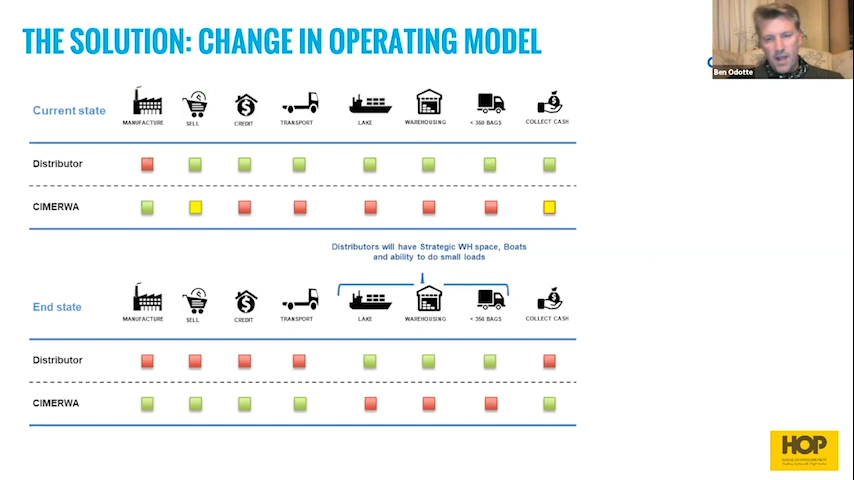 THE SOLUTION: CHANGE IN OPERATING MODEL
Ben Odotte
Current state
MANUFACTURE SELL CREDIT TRANSPORT LAKE WAREHOUSING < 350 BAGS COLLECT CASH
Distributor
CIMERWA
Distributors will have Strategic WH space, Boats
and ability to do small loads
End state
MANUFACTURE SELL CREDIT TRANSPORT LAKE WAREHOUSING < 350 BAGS COLLECT CASH
Distributor
CIMERWA
HOP